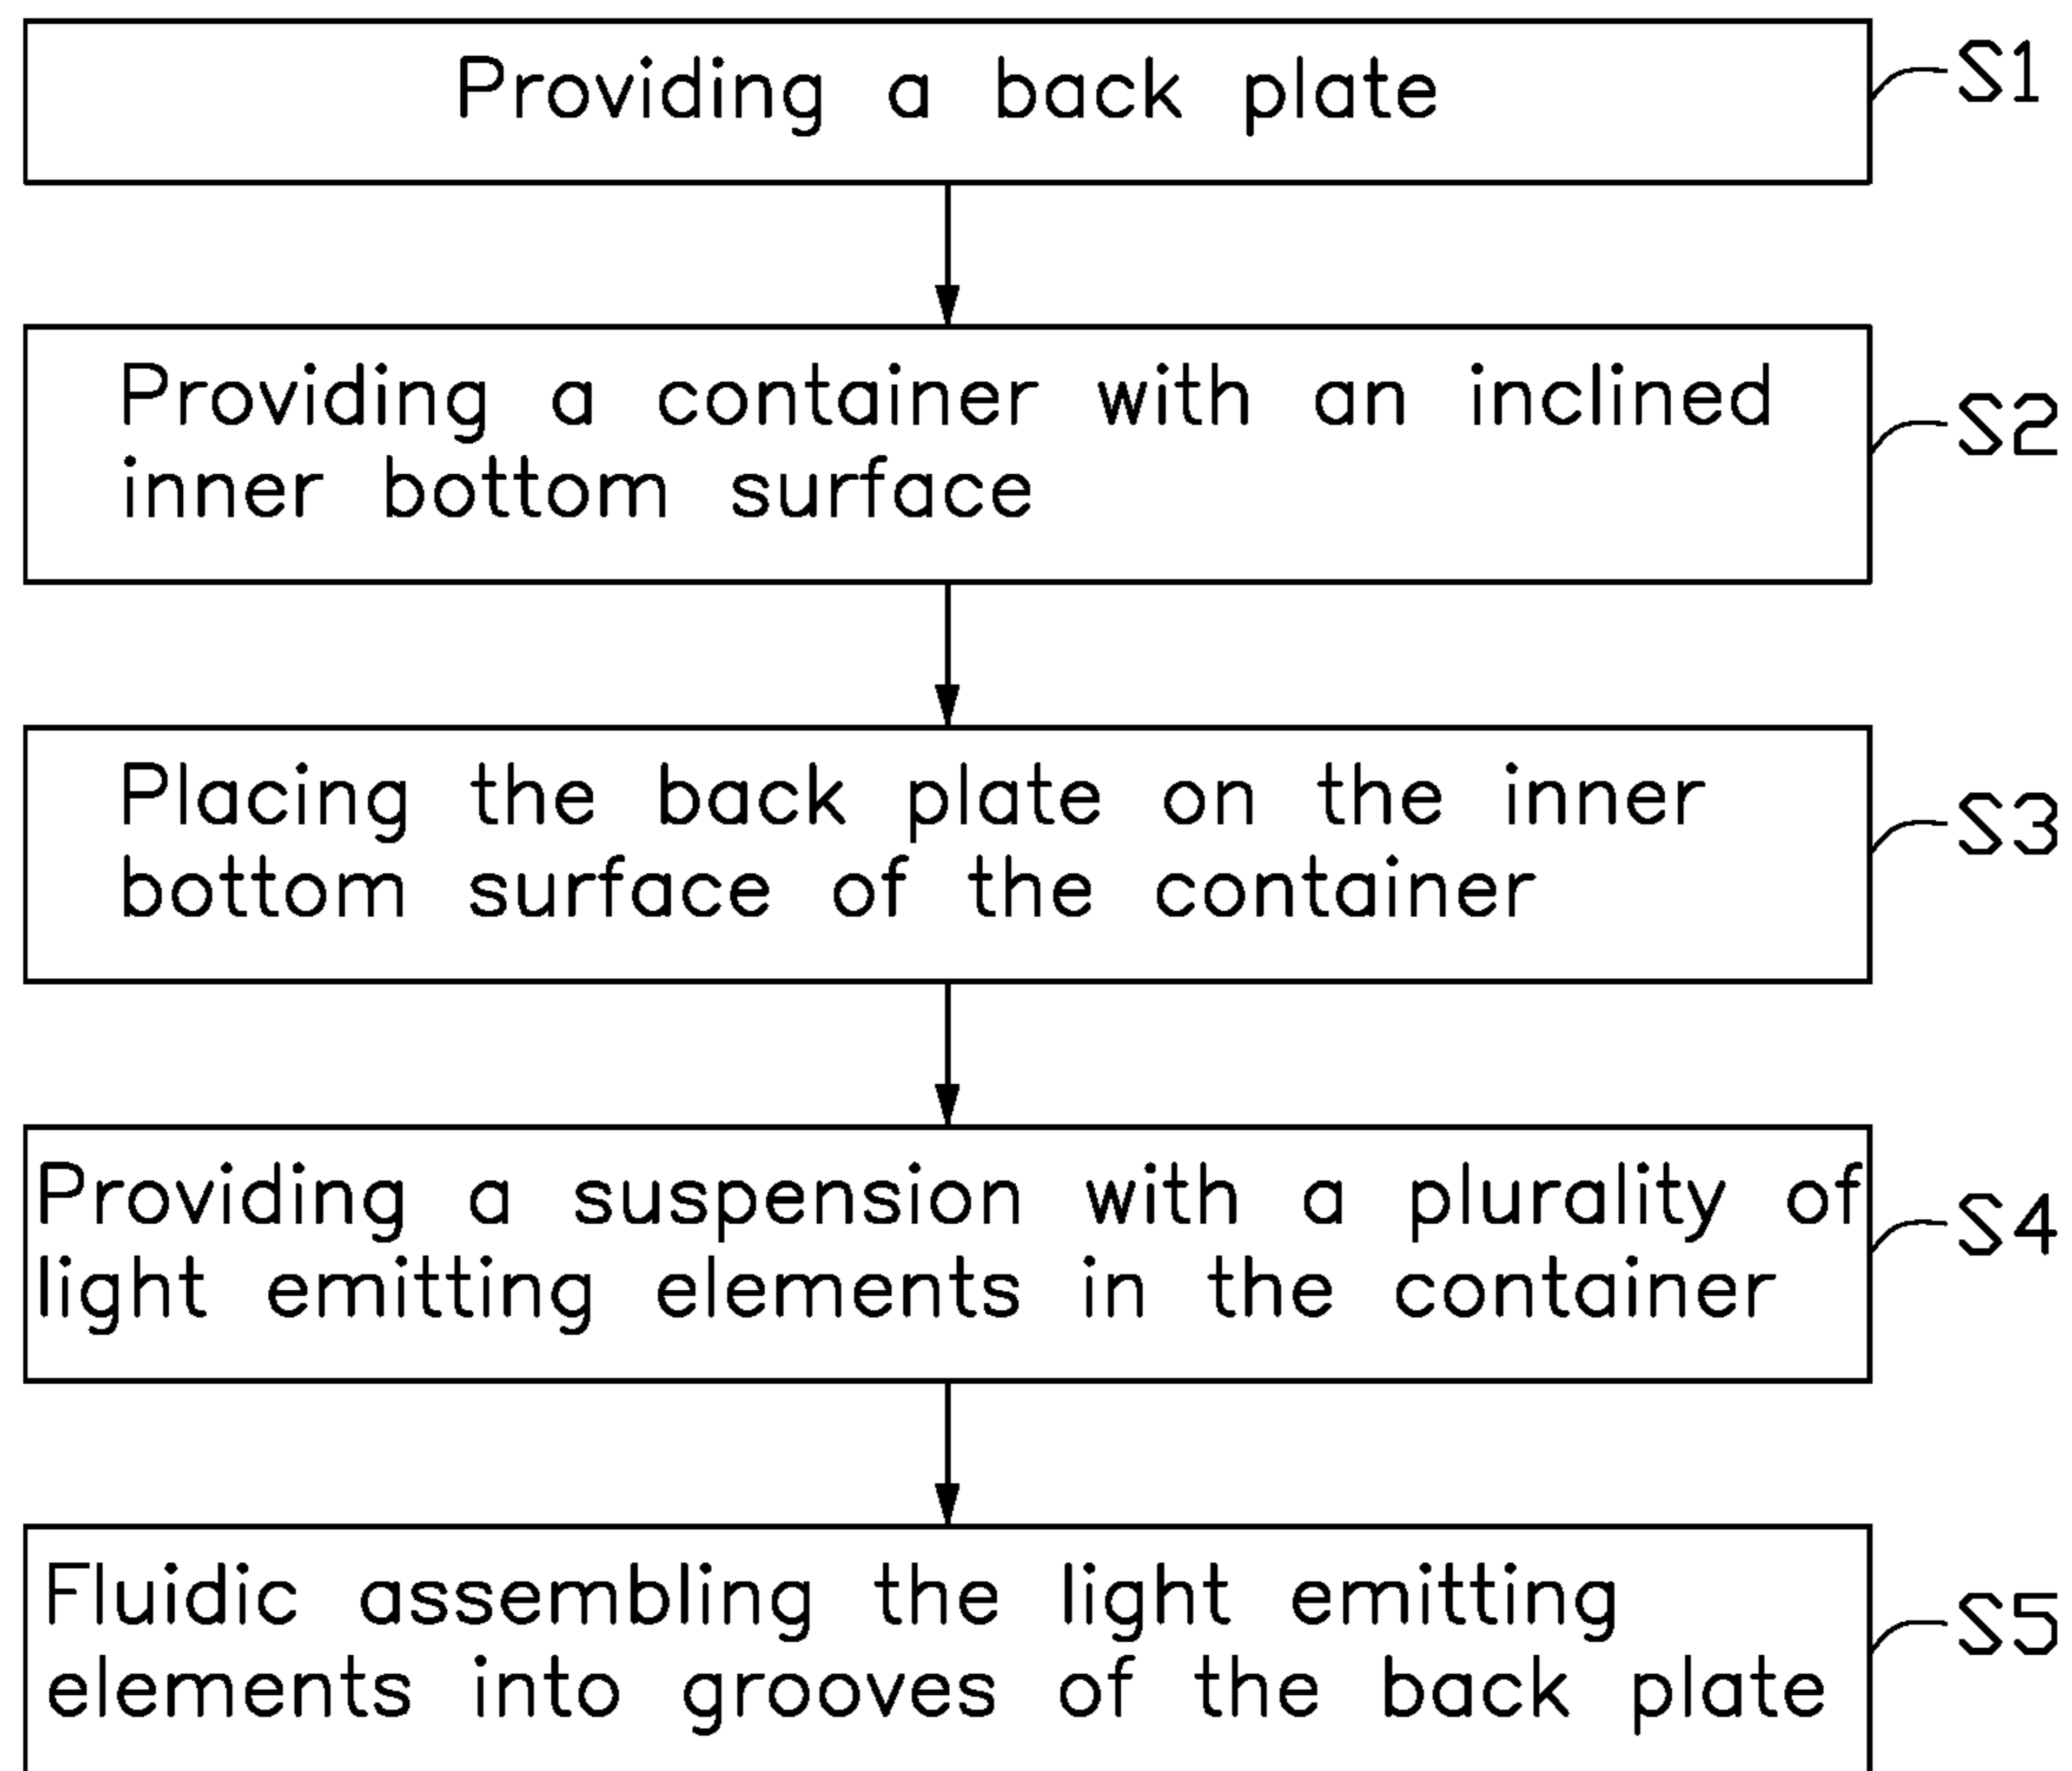 Providing a back plate
S1
Providing a container with an inclined
inner bottom surface
S2
Placing the back plate on the inner
bottom surface of the container
S3
Providing a suspension with a plurality of
light emitting elements in the container
S4
Fluidic assembling the light emitting
elements into grooves of the back plate
S5